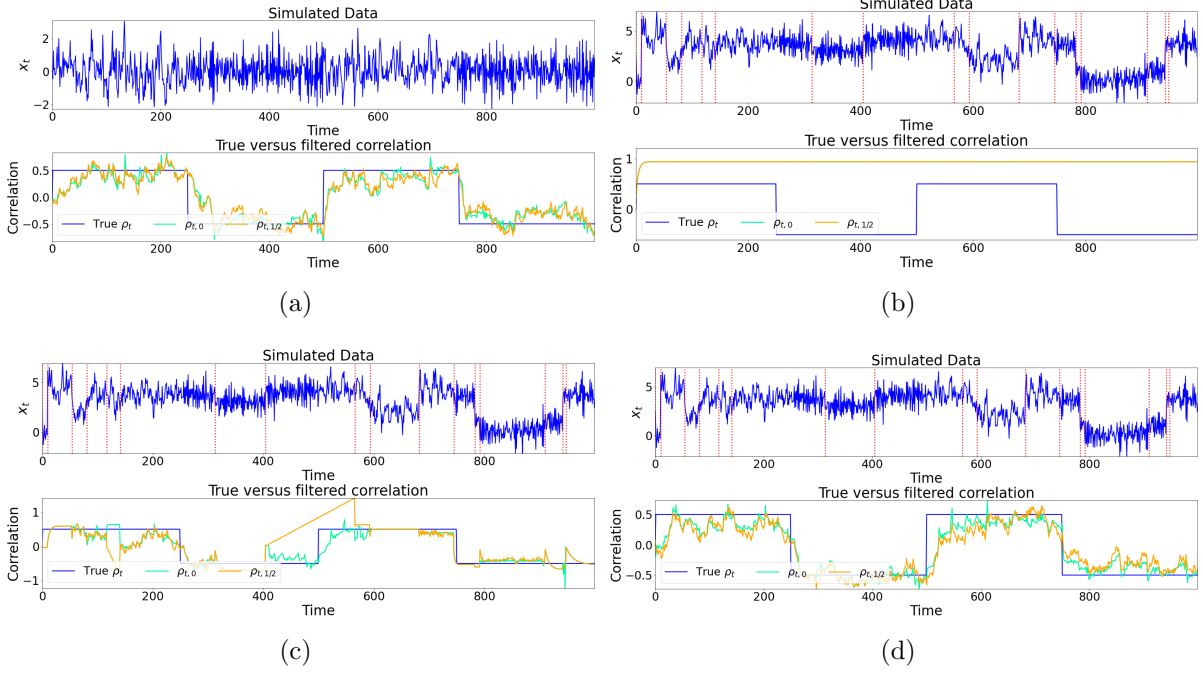 Simulated Data
x_t
2
0
−2
0 200 400 600 800
Time
True versus filtered correlation
Correlation
0.5
0.0
−0.5
True ρ_t ρ_{t, 0} ρ_{t, 1/2}
0 200 400 600 800
Time
(a)
Simulated Data
x_t
5
0
0 200 400 600 800
Time
True versus filtered correlation
Correlation
1
0
True ρ_t ρ_{t, 0} ρ_{t, 1/2}
0 200 400 600 800
Time
(b)
Simulated Data
x_t
5
0
0 200 400 600 800
Time
True versus filtered correlation
Correlation
1
0
−1
True ρ_t ρ_{t, 0} ρ_{t, 1/2}
0 200 400 600 800
Time
(c)
Simulated Data
x_t
5
0
0 200 400 600 800
Time
True versus filtered correlation
Correlation
0.5
0.0
−0.5
True ρ_t ρ_{t, 0} ρ_{t, 1/2}
0 200 400 600 800
Time
(d)